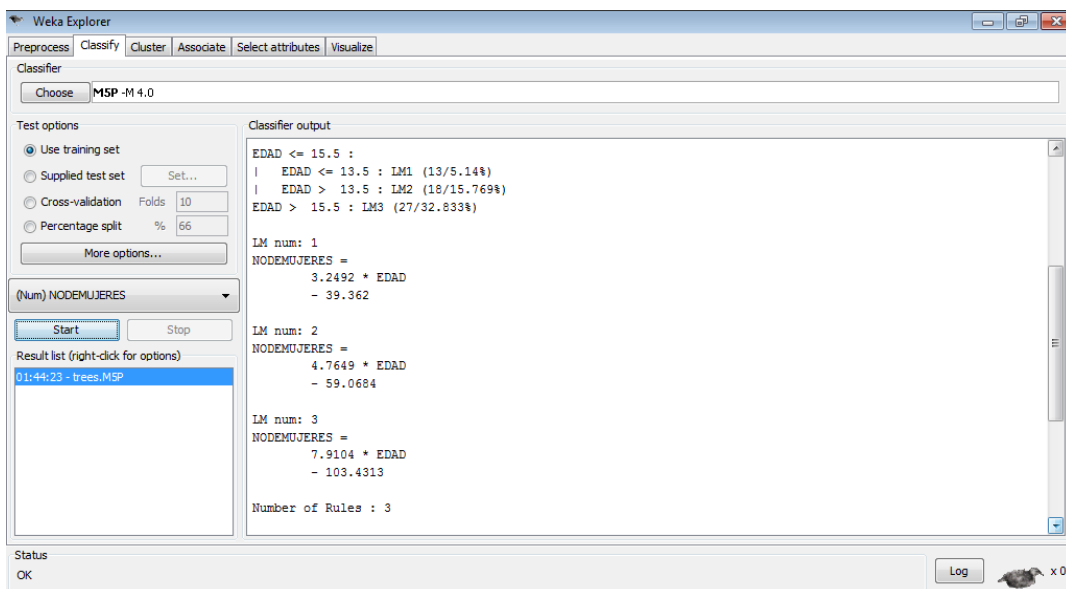 Weka Explorer
Preprocess Classify Cluster Associate Select attributes Visualize
Classifier
Choose M5P -M 4.0
Test options
Use training set
Supplied test set Set...
Cross-validation Folds 10
Percentage split % 66
More options...
(Num) NODEMUJERES
Start Stop
Result list (right-click for options)
01:44:23 - trees.M5P
Classifier output
EDAD <= 15.5 :
| EDAD <= 13.5 : LM1 (13/5.14%)
| EDAD > 13.5 : LM2 (18/15.769%)
EDAD > 15.5 : LM3 (27/32.833%)
LM num: 1
NODEMUJERES =
3.2492 * EDAD
- 39.362
LM num: 2
NODEMUJERES =
4.7649 * EDAD
- 59.0684
LM num: 3
NODEMUJERES =
7.9104 * EDAD
- 103.4313
Number of Rules : 3
Status
OK
Log
x 0